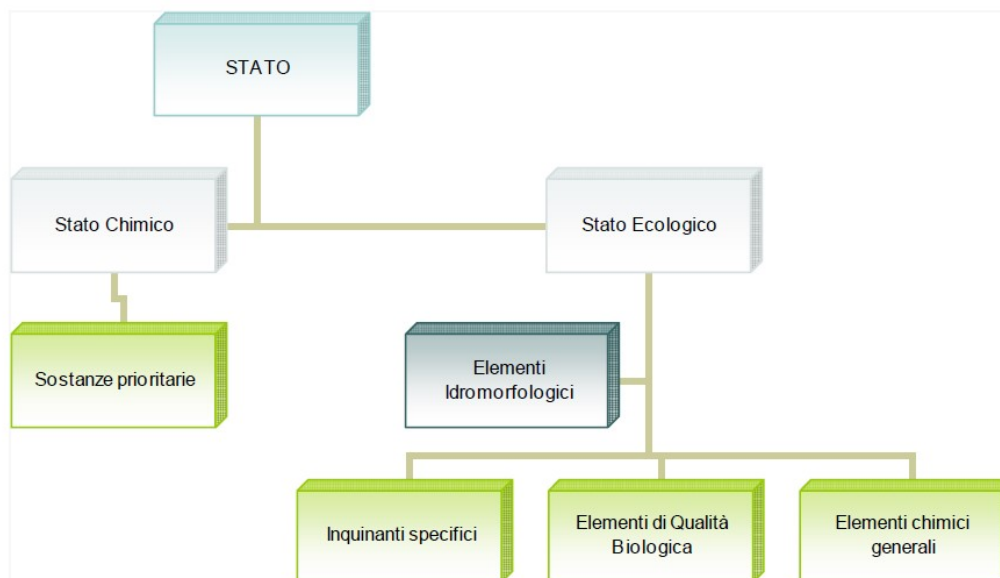 STATO
Stato Chimico
Stato Ecologico
Sostanze prioritarie
Elementi
Idromorfologici
Inquinanti specifici
Elementi di Qualità
Biologica
Elementi chimici
generali